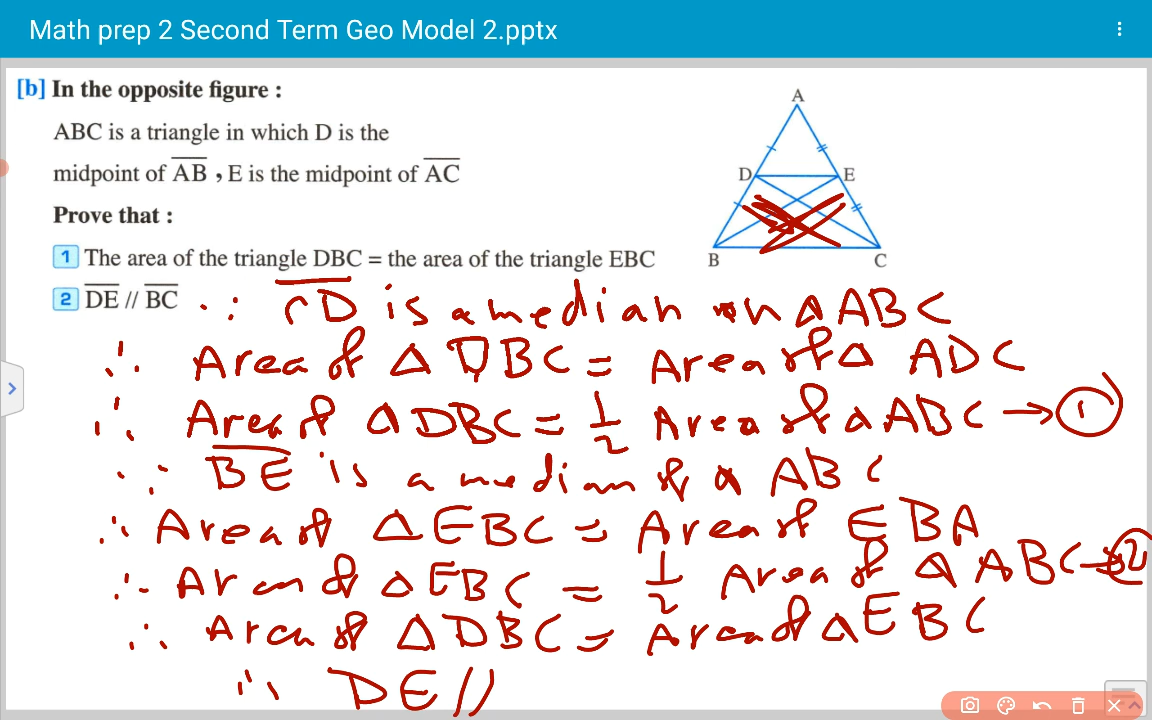 Math prep 2 Second Term Geo Model 2.pptx
[b] In the opposite figure :
ABC is a triangle in which D is the
midpoint of AB , E is the midpoint of AC
Prove that :
1 The area of the triangle DBC = the area of the triangle EBC
2 DE // BC
A
D
E
B
C
∵ CD is a median in Δ ABC
∴ Area of Δ DBC = Area of Δ ADC
∴ Area of Δ DBC = 1/2 Area of Δ ABC → 1
∵ BE is a median of Δ ABC
∴ Area of Δ EBC = Area of EBA
∴ Area of Δ EBC = 1/2 Area of Δ ABC → 2
∴ Area of Δ DBC = Area of Δ EBC
∴ DE //